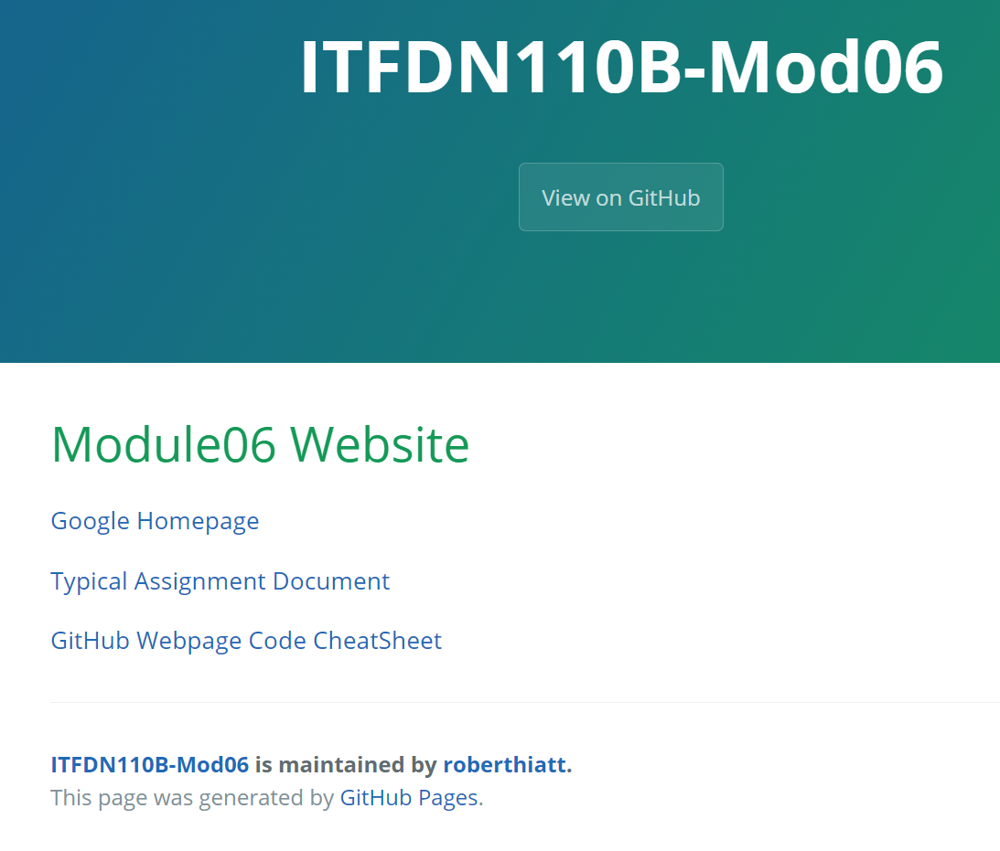 ITFDN110B-Mod06
View on GitHub
Module06 Website
Google Homepage
Typical Assignment Document
GitHub Webpage Code CheatSheet
ITFDN110B-Mod06 is maintained by roberthiatt.
This page was generated by GitHub Pages.